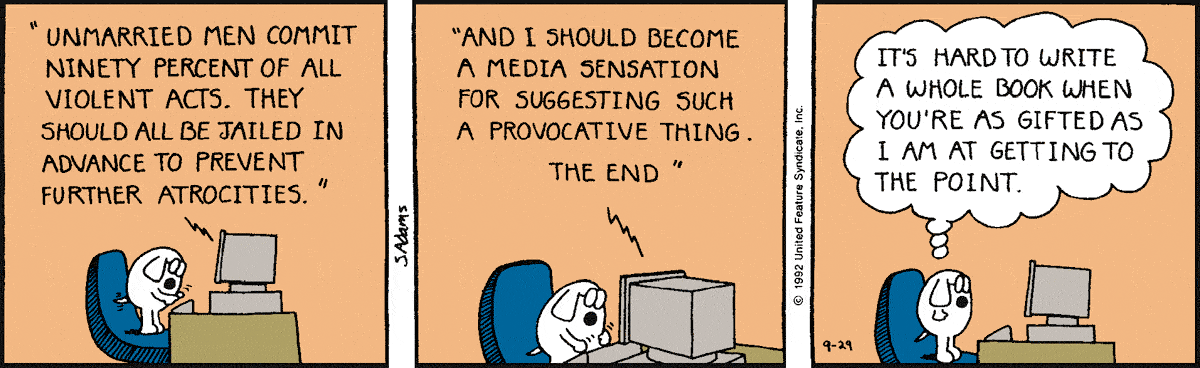 "UNMARRIED MEN COMMIT
NINETY PERCENT OF ALL
VIOLENT ACTS. THEY
SHOULD ALL BE JAILED IN
ADVANCE TO PREVENT
FURTHER ATROCITIES."
SAdams
"AND I SHOULD BECOME
A MEDIA SENSATION
FOR SUGGESTING SUCH
A PROVOCATIVE THING.
THE END"
© 1992 United Feature Syndicate, Inc.
IT'S HARD TO WRITE
A WHOLE BOOK WHEN
YOU'RE AS GIFTED AS
I AM AT GETTING TO
THE POINT.
9-29